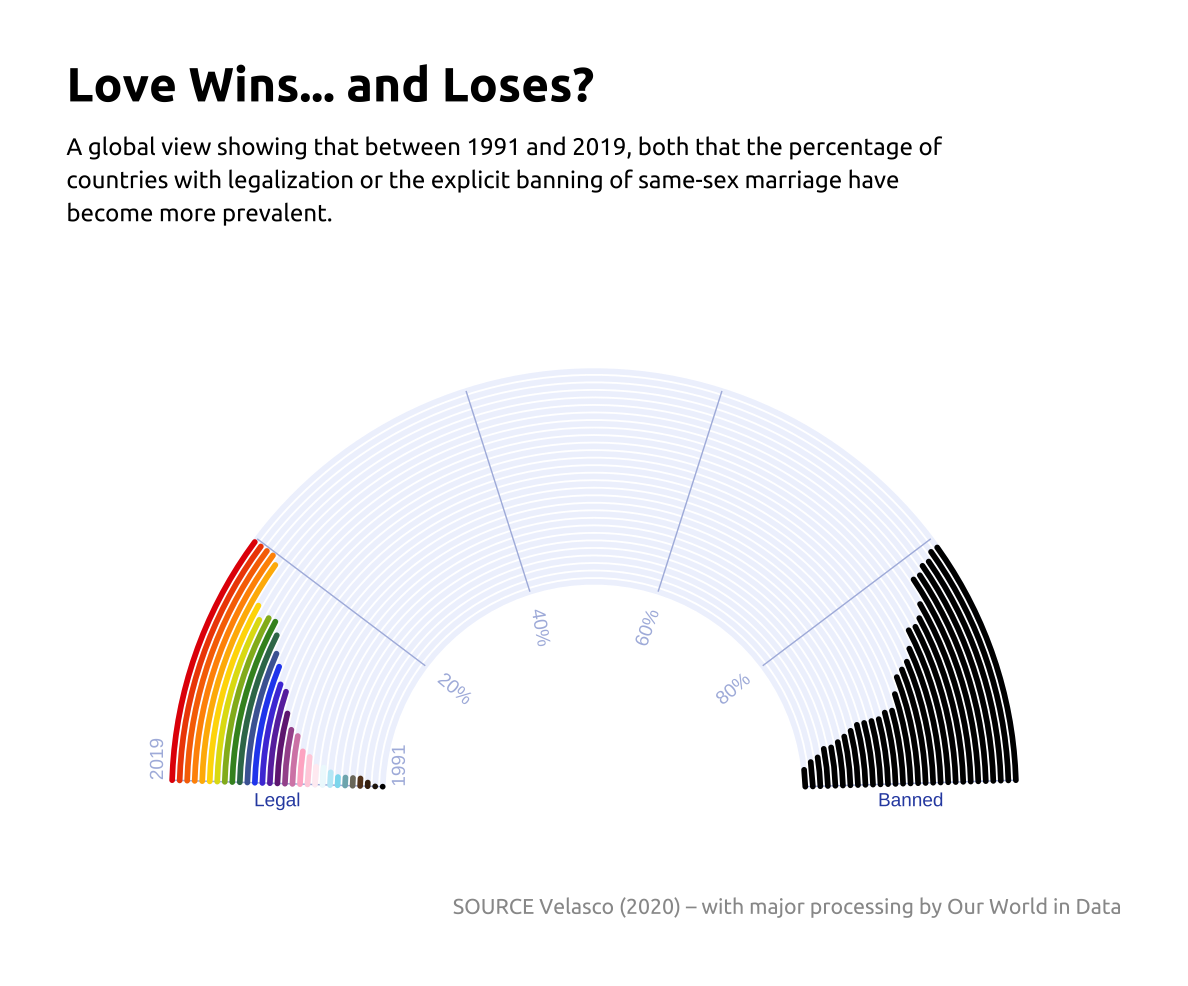 Love Wins... and Loses?
A global view showing that between 1991 and 2019, both that the percentage of
countries with legalization or the explicit banning of same-sex marriage have
become more prevalent.
40%
60%
20%
80%
2019
1991
Legal
Banned
SOURCE Velasco (2020) – with major processing by Our World in Data